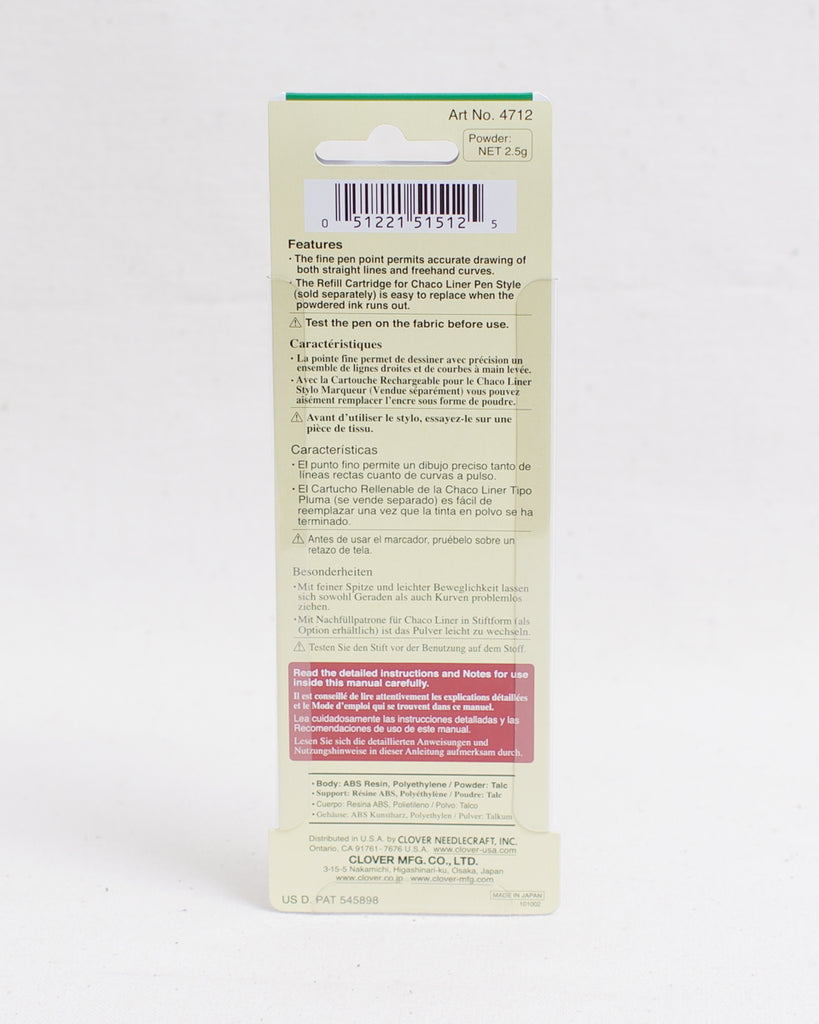 Art No. 4712
Powder:
NET 2.5g
0 51221 51512 5
Features
· The fine pen point permits accurate drawing of
both straight lines and freehand curves.
· The Refill Cartridge for Chaco Liner Pen Style
(sold separately) is easy to replace when the
powdered ink runs out.
⚠ Test the pen on the fabric before use.
Caractéristiques
· La pointe fine permet de dessiner avec précision un
ensemble de lignes droites et de courbes à main levée.
· Avec la Cartouche Rechargeable pour le Chaco Liner
Stylo Marqueur (Vendue séparément) vous pouvez
aisément remplacer l'encre sous forme de poudre.
⚠ Avant d'utiliser le stylo, essayez-le sur une
pièce de tissu.
Características
· El punto fino permite un dibujo preciso tanto de
líneas rectas cuanto de curvas a pulso.
· El Cartucho Rellenable de la Chaco Liner Tipo
Pluma (se vende separado) es fácil de
reemplazar una vez que la tinta en polvo se ha
terminado.
⚠ Antes de usar el marcador, pruébelo sobre un
retazo de tela.
Besonderheiten
· Mit feiner Spitze und leichter Beweglichkeit lassen
sich sowohl Geraden als auch Kurven problemlos
ziehen.
· Mit Nachfüllpatrone für Chaco Liner in Stiftform (als
Option erhältlich) ist das Pulver leicht zu wechseln.
⚠ Testen Sie den Stift vor der Benutzung auf dem Stoff.
Read the detailed instructions and Notes for use
inside this manual carefully.
Il est conseillé de lire attentivement les explications détaillées
et le Mode d'emploi qui se trouvent dans ce manuel.
Lea cuidadosamente las instrucciones detalladas y las
Recomendaciones de uso de este manual.
Lesen Sie sich die detaillierten Anweisungen und
Nutzungshinweise in dieser Anleitung aufmerksam durch.
· Body: ABS Resin, Polyethylene / Powder: Talc
· Support: Résine ABS, Polyéthylène / Poudre: Talc
· Cuerpo: Resina ABS, Polietileno / Polvo: Talco
· Gehäuse: ABS Kunstharz, Polyethylen / Pulver: Talkum
Distributed in U.S.A. by CLOVER NEEDLECRAFT, INC.
Ontario, CA 91761-7676 U.S.A. www.clover-usa.com
CLOVER MFG. CO., LTD.
3-15-5 Nakamichi, Higashinari-ku, Osaka, Japan
www.clover.co.jp www.clover-mfg.com
MADE IN JAPAN
US D. PAT 545898
101002